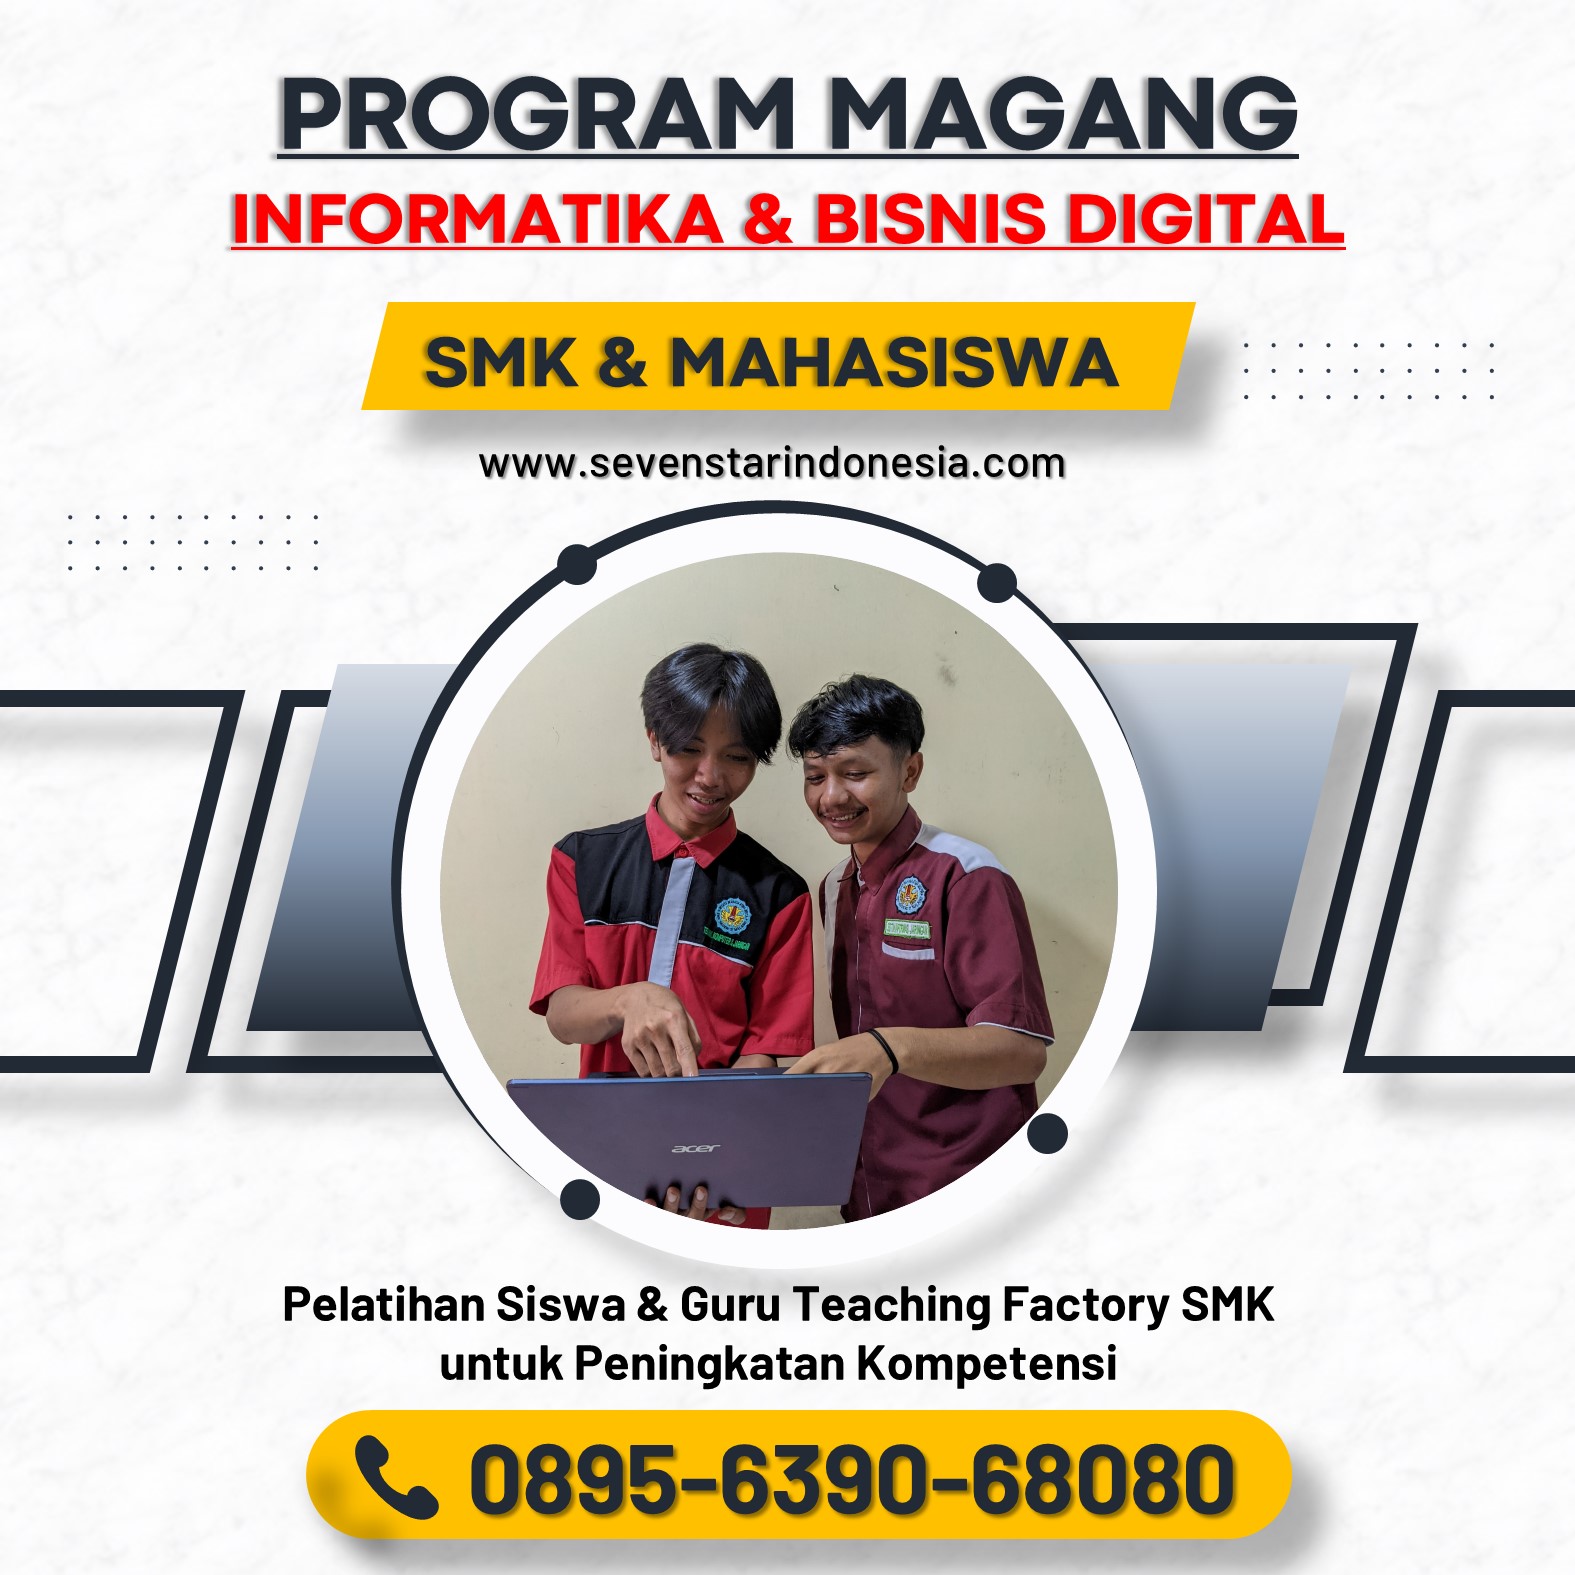 PROGRAM MAGANG
INFORMATIKA & BISNIS DIGITAL
SMK & MAHASISWA
www.sevenstarindonesia.com
acer
Pelatihan Siswa & Guru Teaching Factory SMK
untuk Peningkatan Kompetensi
0895-6390-68080